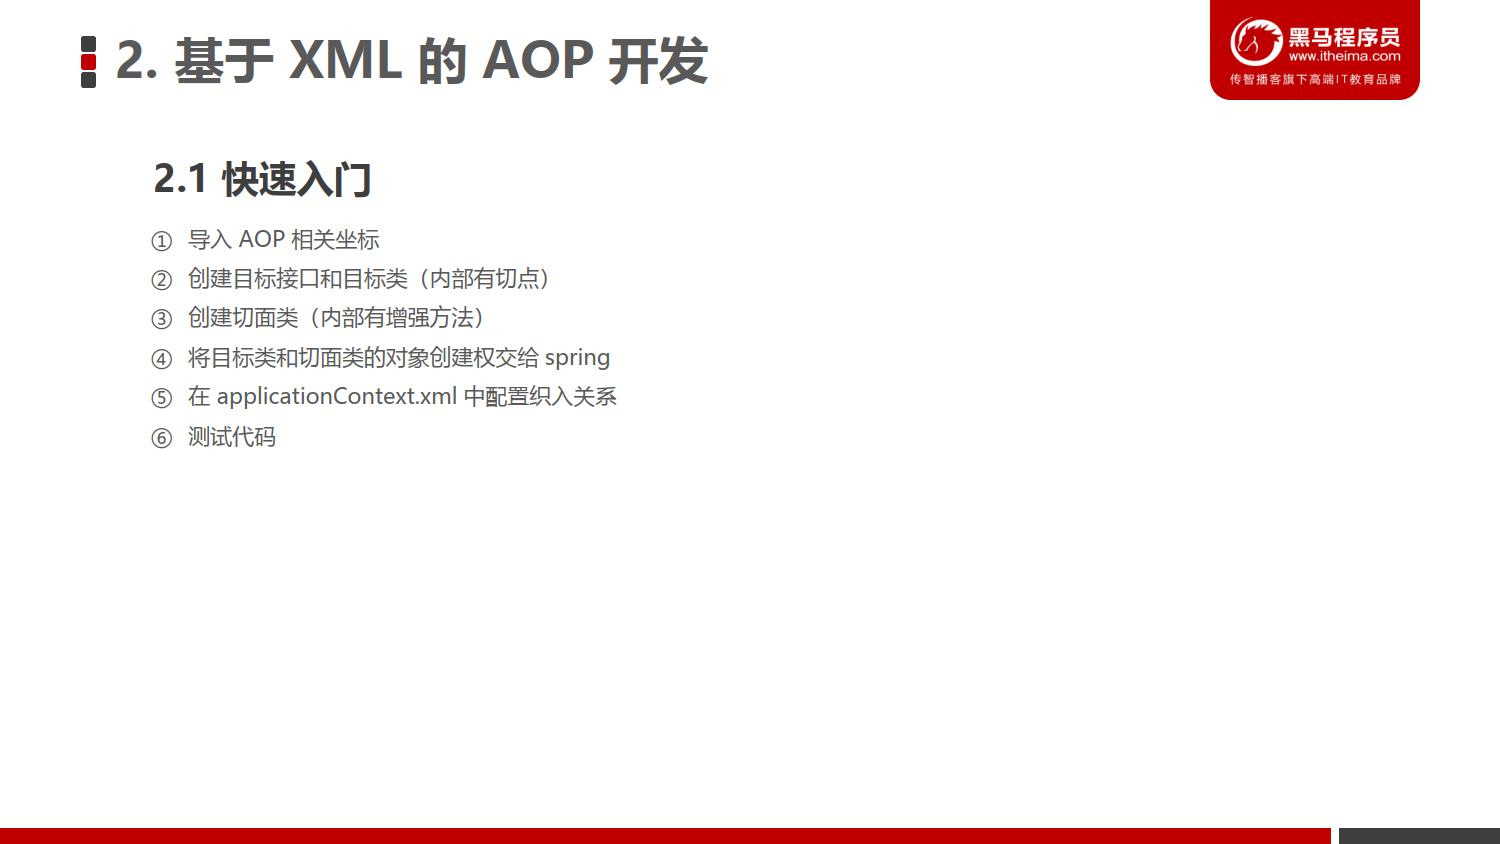 2. 基于 XML 的 AOP 开发
黑马程序员
www.itheima.com
传智播客旗下高端IT教育品牌
2.1 快速入门
① 导入 AOP 相关坐标
② 创建目标接口和目标类（内部有切点）
③ 创建切面类（内部有增强方法）
④ 将目标类和切面类的对象创建权交给 spring
⑤ 在 applicationContext.xml 中配置织入关系
⑥ 测试代码